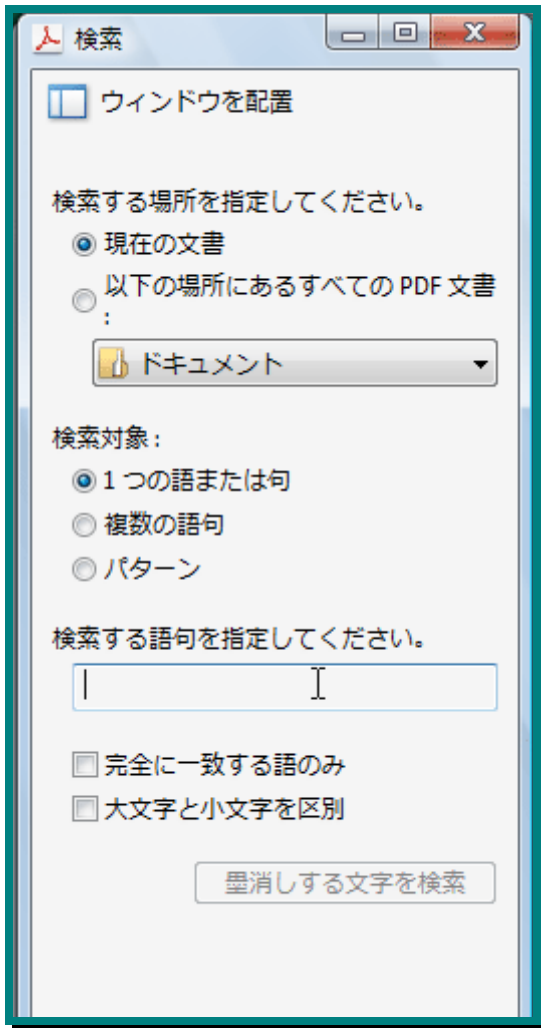 検索
ウィンドウを配置
検索する場所を指定してください。
現在の文書
以下の場所にあるすべての PDF 文書
:
ドキュメント
検索対象:
1 つの語または句
複数の語句
パターン
検索する語句を指定してください。
完全に一致する語のみ
大文字と小文字を区別
墨消しする文字を検索